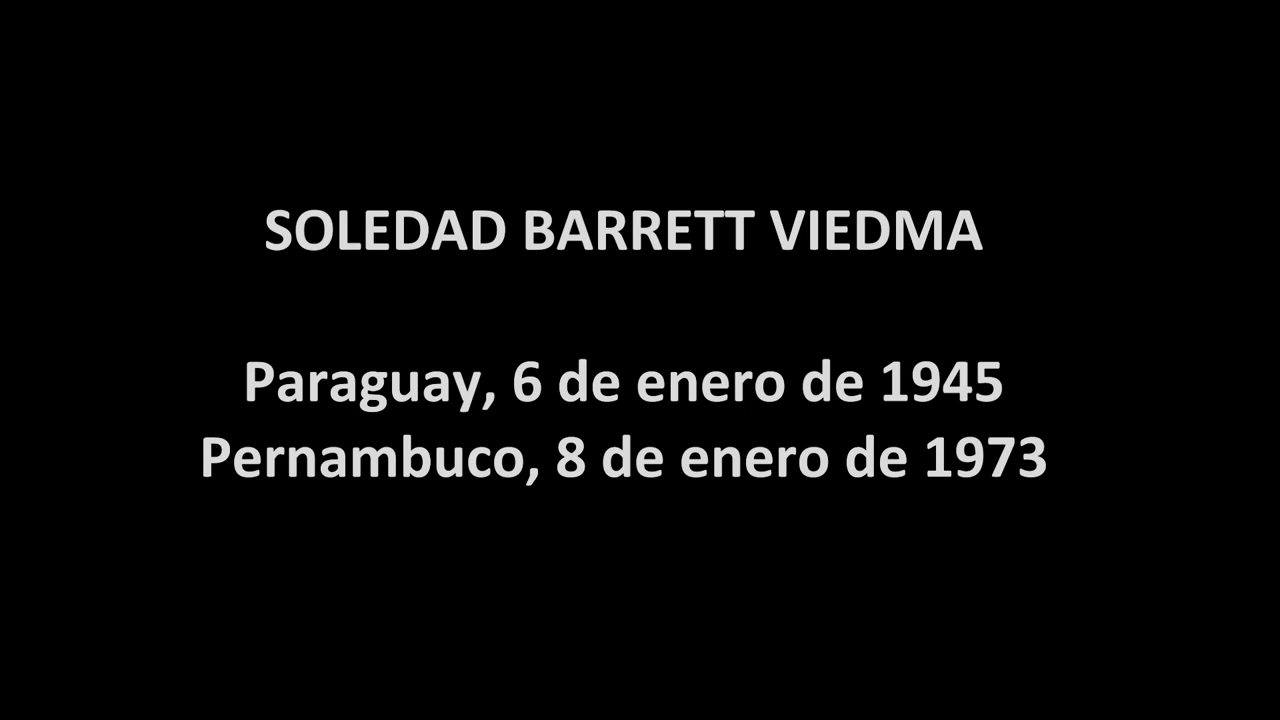 SOLEDAD BARRETT VIEDMA
Paraguay, 6 de enero de 1945
Pernambuco, 8 de enero de 1973